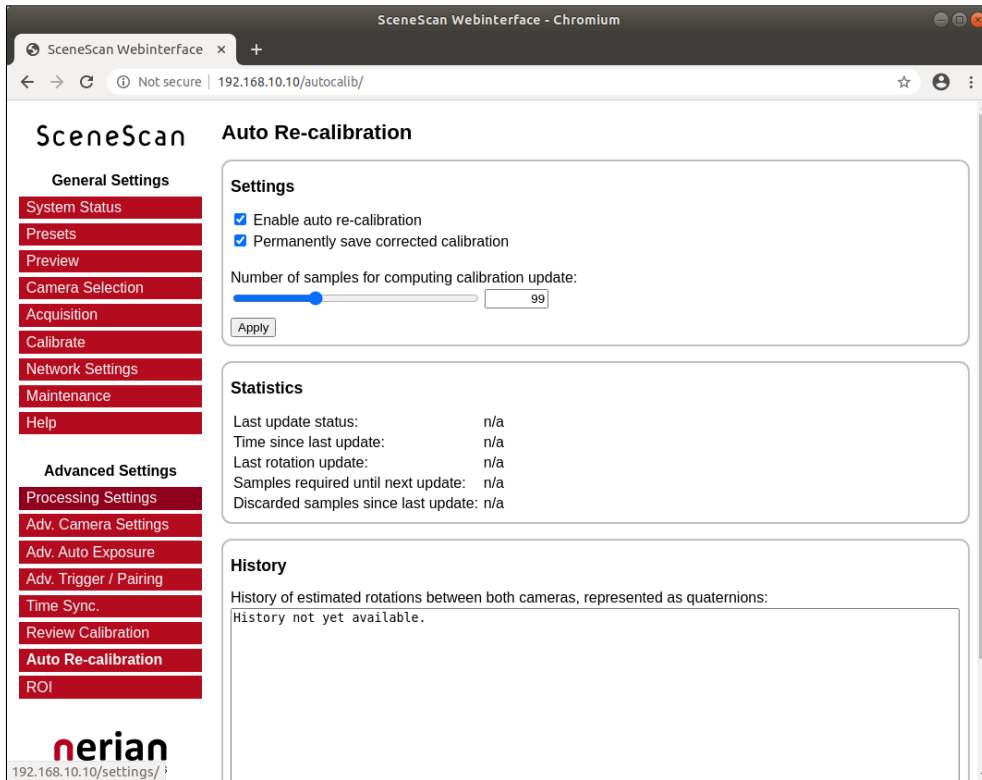 SceneScan Webinterface - Chromium
SceneScan Webinterface
Not secure | 192.168.10.10/autocalib/
SceneScan
General Settings
System Status
Presets
Preview
Camera Selection
Acquisition
Calibrate
Network Settings
Maintenance
Help
Advanced Settings
Processing Settings
Adv. Camera Settings
Adv. Auto Exposure
Adv. Trigger / Pairing
Time Sync.
Review Calibration
Auto Re-calibration
ROI
nerian
192.168.10.10/settings/
Auto Re-calibration
Settings
Enable auto re-calibration
Permanently save corrected calibration
Number of samples for computing calibration update:
99
Apply
Statistics
Last update status: n/a
Time since last update: n/a
Last rotation update: n/a
Samples required until next update: n/a
Discarded samples since last update: n/a
History
History of estimated rotations between both cameras, represented as quaternions:
History not yet available.